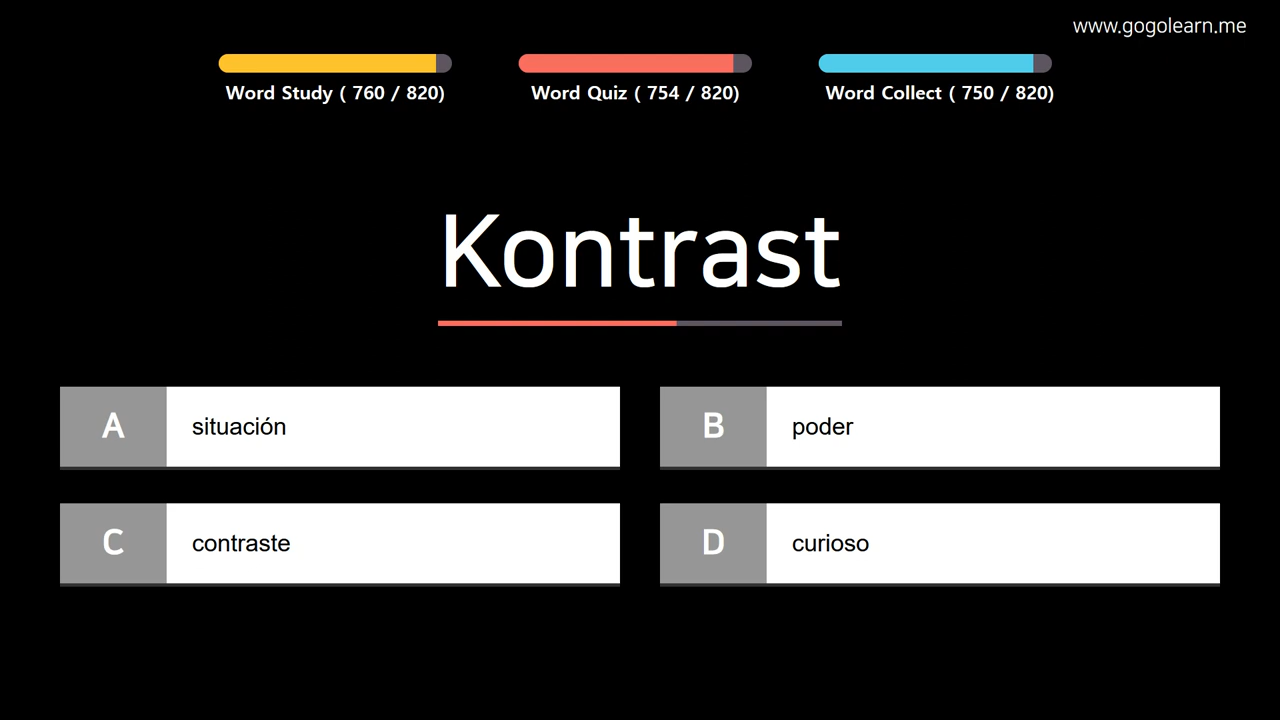 www.gogolearn.me
Word Study ( 760 / 820)
Word Quiz ( 754 / 820)
Word Collect ( 750 / 820)
Kontrast
A
situación
B
poder
C
contraste
D
curioso